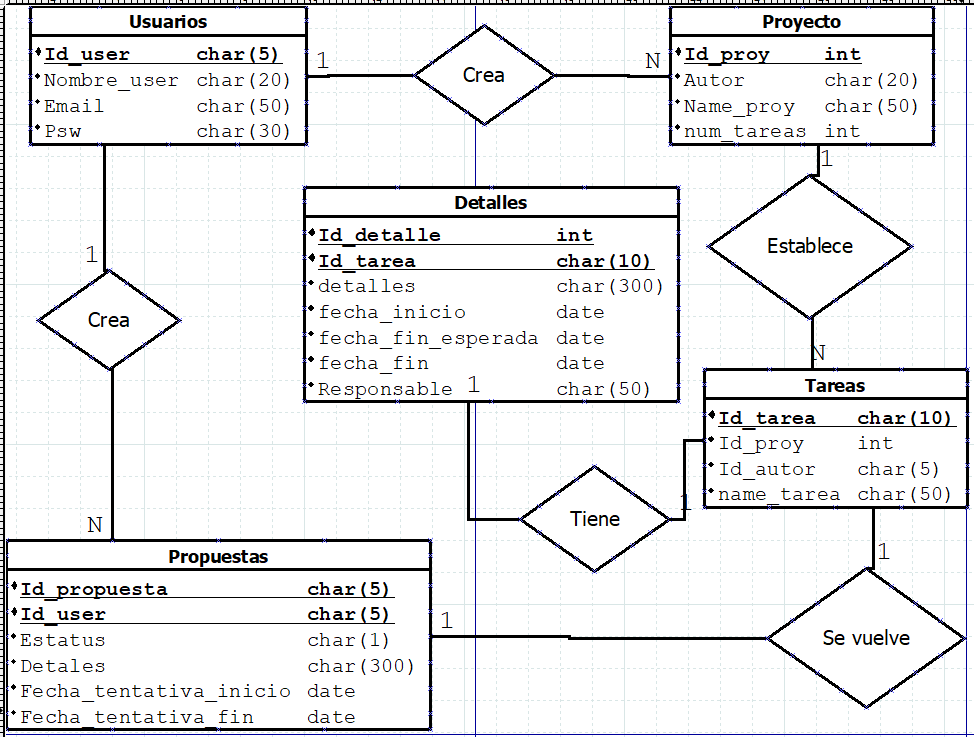 Usuarios
Id_user char(5)
Nombre_user char(20)
Email char(50)
Psw char(30)
1
Crea
N
Proyecto
Id_proy int
Autor char(20)
Name_proy char(50)
num_tareas int
1
Establece
N
Detalles
Id_detalle int
Id_tarea char(10)
detalles char(300)
fecha_inicio date
fecha_fin_esperada date
fecha_fin date
Responsable char(50)
1
1
Crea
N
Tareas
Id_tarea char(10)
Id_proy int
Id_autor char(5)
name_tarea char(50)
1
Tiene
1
Propuestas
Id_propuesta char(5)
Id_user char(5)
Estatus char(1)
Detales char(300)
Fecha_tentativa_inicio date
Fecha_tentativa_fin date
1
Se vuelve